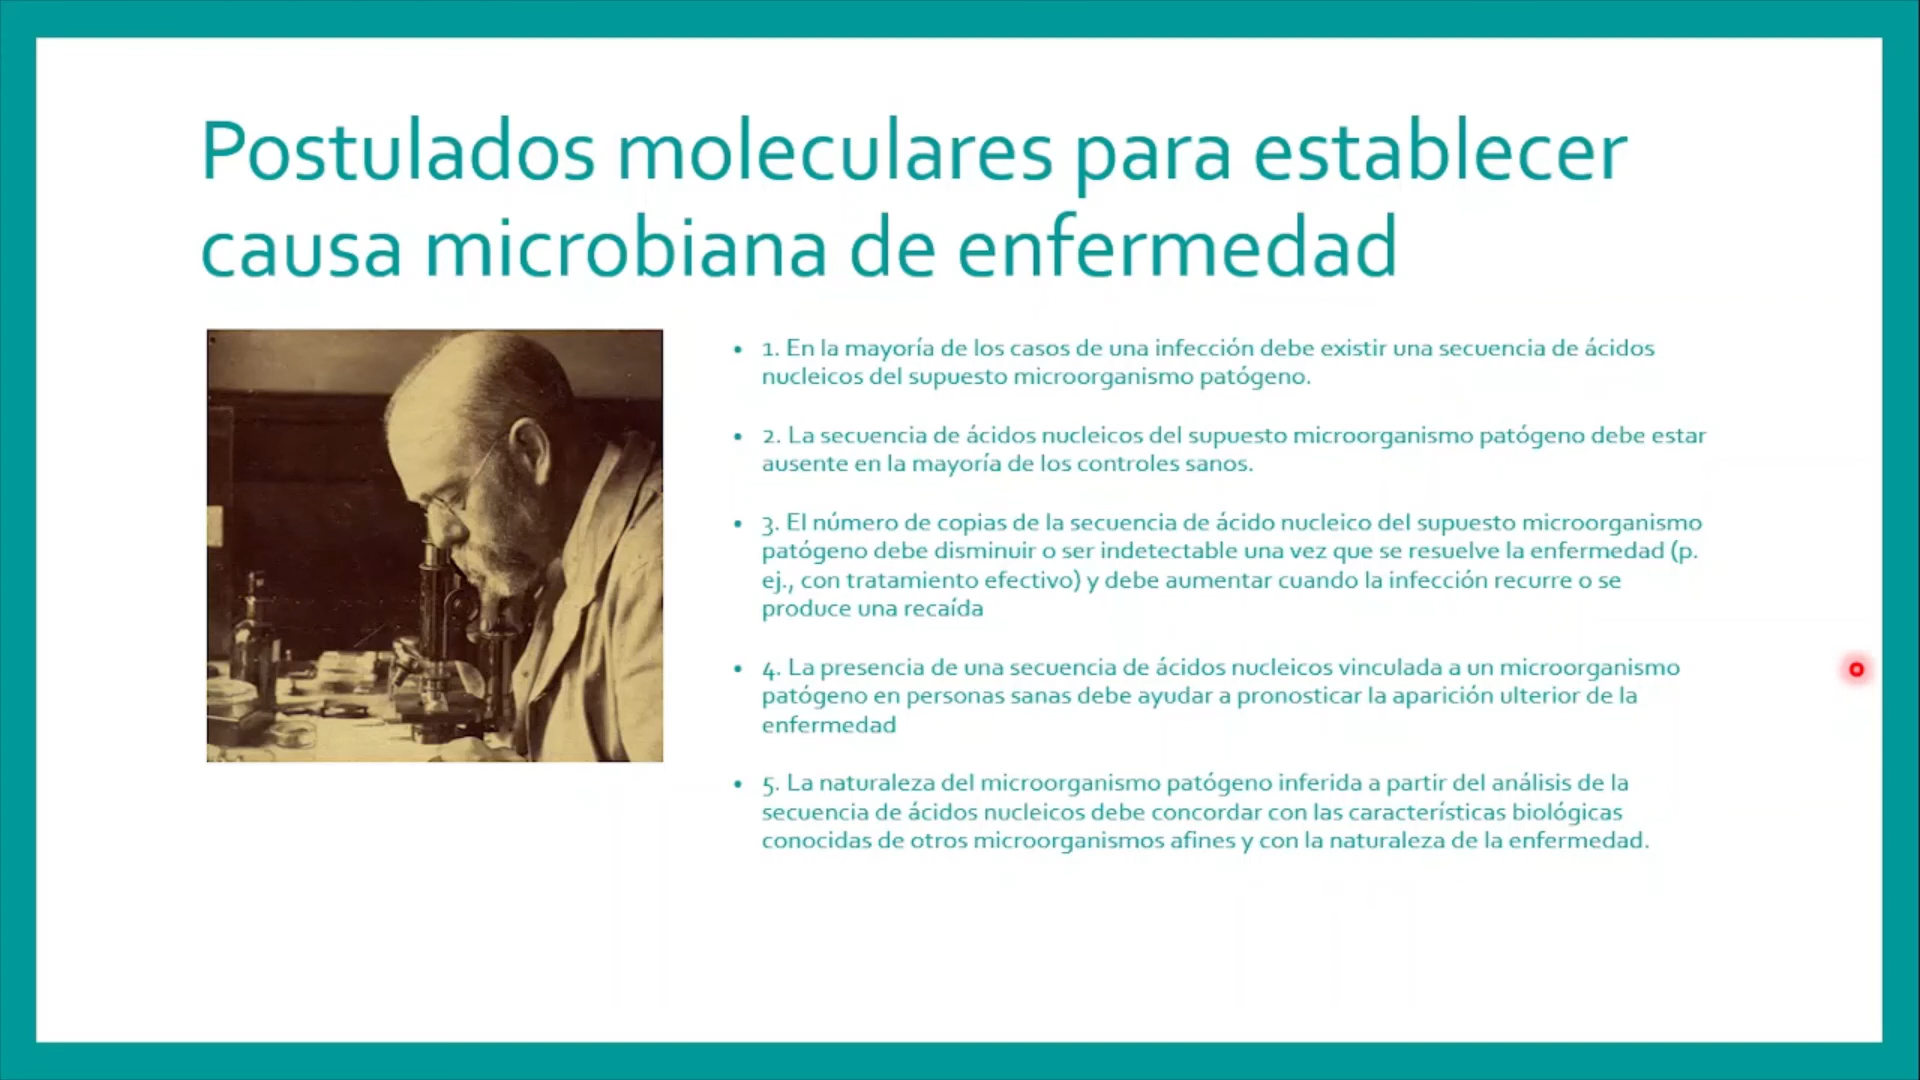 Postulados moleculares para establecer
causa microbiana de enfermedad
• 1. En la mayoría de los casos de una infección debe existir una secuencia de ácidos
nucleicos del supuesto microorganismo patógeno.
• 2. La secuencia de ácidos nucleicos del supuesto microorganismo patógeno debe estar
ausente en la mayoría de los controles sanos.
• 3. El número de copias de la secuencia de ácido nucleico del supuesto microorganismo
patógeno debe disminuir o ser indetectable una vez que se resuelve la enfermedad (p.
ej., con tratamiento efectivo) y debe aumentar cuando la infección recurre o se
produce una recaída
• 4. La presencia de una secuencia de ácidos nucleicos vinculada a un microorganismo
patógeno en personas sanas debe ayudar a pronosticar la aparición ulterior de la
enfermedad
• 5. La naturaleza del microorganismo patógeno inferida a partir del análisis de la
secuencia de ácidos nucleicos debe concordar con las características biológicas
conocidas de otros microorganismos afines y con la naturaleza de la enfermedad.